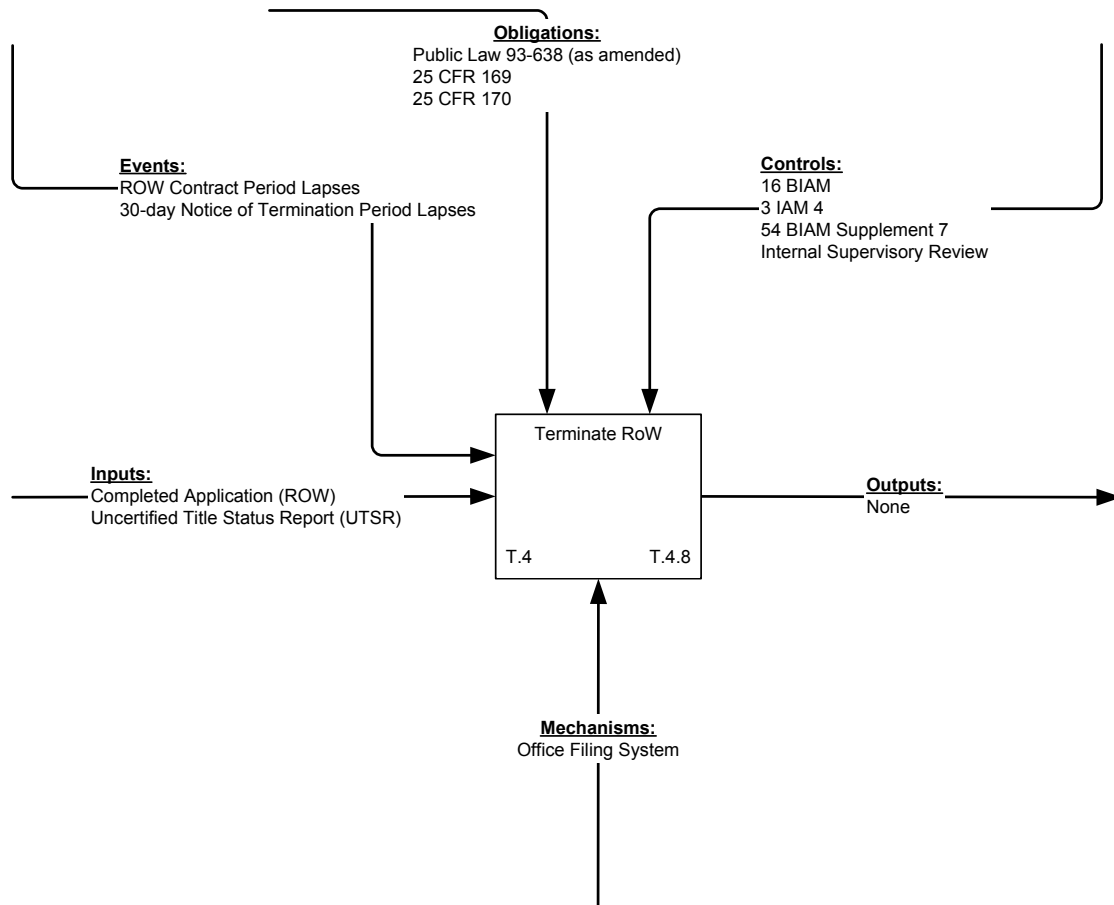 Obligations:
Public Law 93-638 (as amended)
25 CFR 169
25 CFR 170
Events:
ROW Contract Period Lapses
30-day Notice of Termination Period Lapses
Controls:
16 BIAM
3 IAM 4
54 BIAM Supplement 7
Internal Supervisory Review
Terminate RoW
Inputs:
Completed Application (ROW)
Uncertified Title Status Report (UTSR)
Outputs:
None
T.4 T.4.8
Mechanisms:
Office Filing System